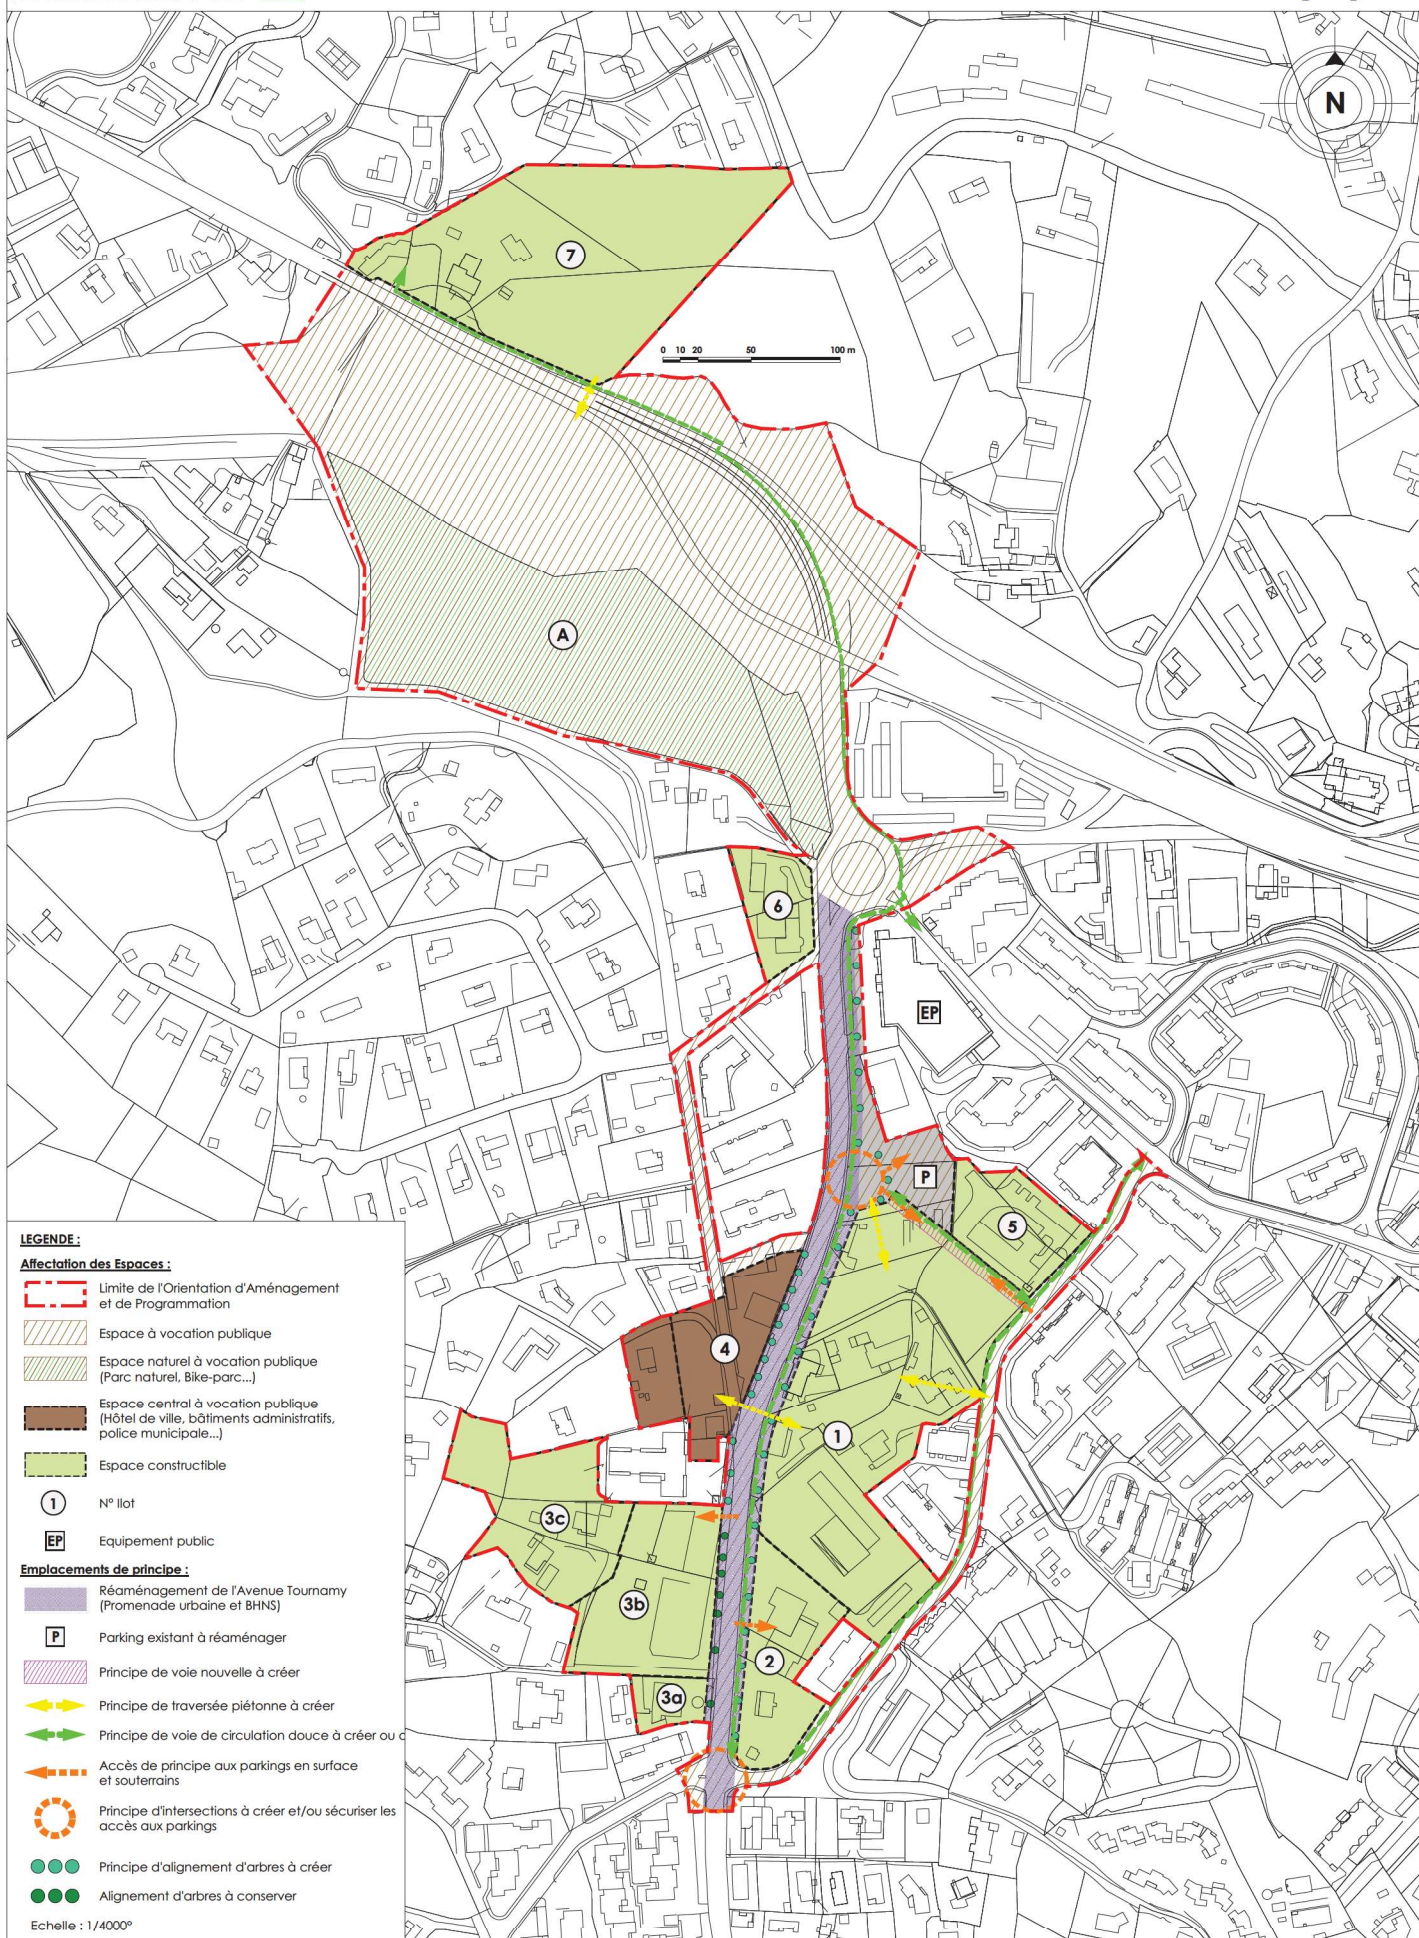 N
7
0 10 20 50 100 m
A
6
EP
P
5
4
1
3c
3b
2
3a
LEGENDE :
Affectation des Espaces :
Limite de l'Orientation d'Aménagement
et de Programmation
Espace à vocation publique
Espace naturel à vocation publique
(Parc naturel, Bike-parc...)
Espace central à vocation publique
(Hôtel de ville, bâtiments administratifs,
police municipale...)
Espace constructible
1 N° Ilot
EP Equipement public
Emplacements de principe :
Réaménagement de l'Avenue Tournamy
(Promenade urbaine et BHNS)
P Parking existant à réaménager
Principe de voie nouvelle à créer
Principe de traversée piétonne à créer
Principe de voie de circulation douce à créer ou
Accès de principe aux parkings en surface
et souterrains
Principe d'intersections à créer et/ou sécuriser les
accès aux parkings
Principe d'alignement d'arbres à créer
Alignement d'arbres à conserver
Echelle : 1/4000°